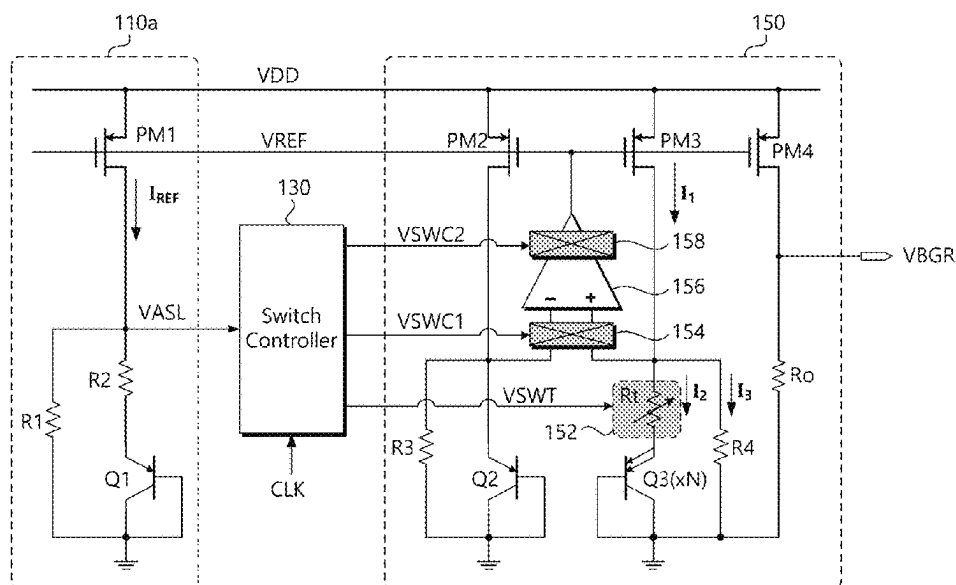 110a
150
VDD
PM1
VREF
PM2
PM3
PM4
IREF
130
I1
VSWC2
158
VBGR
156
VASL
Switch
Controller
VSWC1
154
R2
R1
VSWT
Rt
I2
I3
Ro
152
R3
R4
Q1
Q2
Q3(xN)
CLK